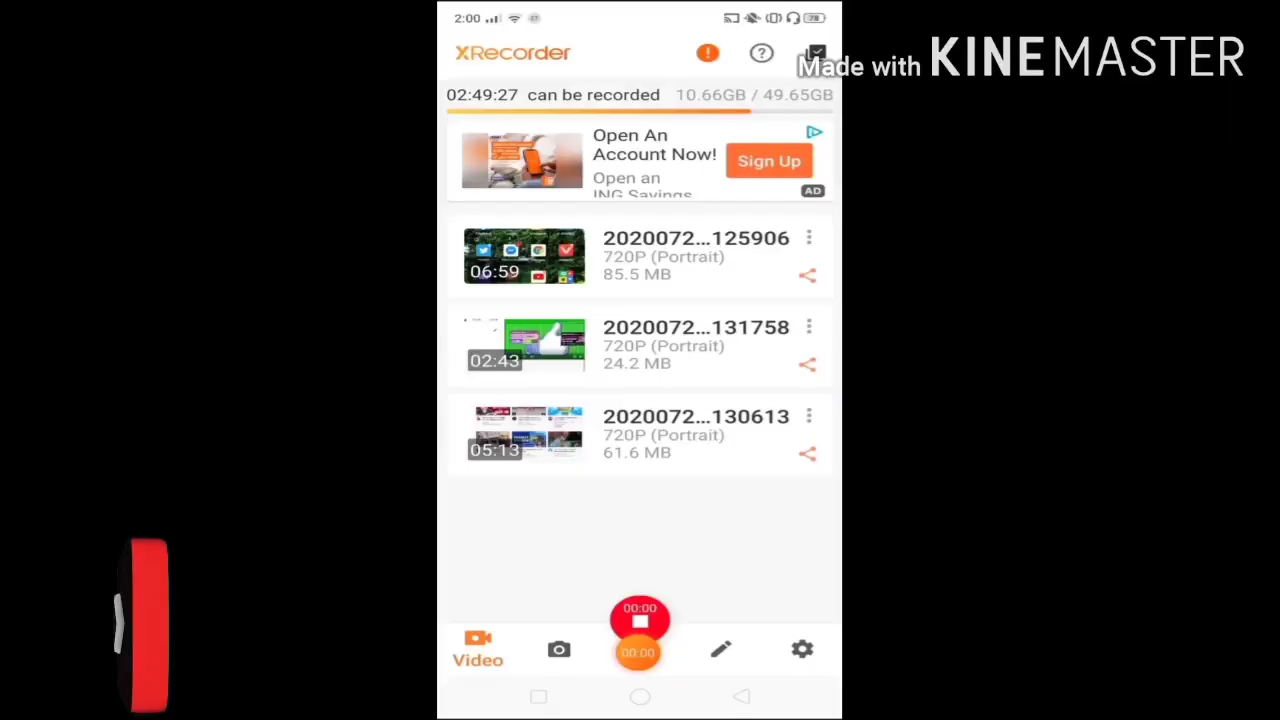 2:00
78
XRecorder
Made with KINEMASTER
02:49:27 can be recorded 10.66GB / 49.65GB
Open An
Account Now!
Sign Up
Open an
ING Savings
AD
2020072...125906
720P (Portrait)
06:59
85.5 MB
2020072...131758
720P (Portrait)
02:43
24.2 MB
2020072...130613
720P (Portrait)
05:13
61.6 MB
00:00
00:00
Video